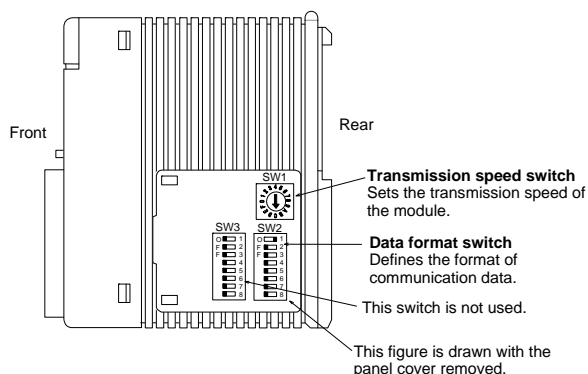 Front
Rear
SW1
Transmission speed switch
Sets the transmission speed of
the module.
SW3
SW2
O 1
F 2
F 3
4
5
6
7
8
O 1
F 2
F 3
4
5
6
7
8
Data format switch
Defines the format of
communication data.
This switch is not used.
This figure is drawn with the
panel cover removed.